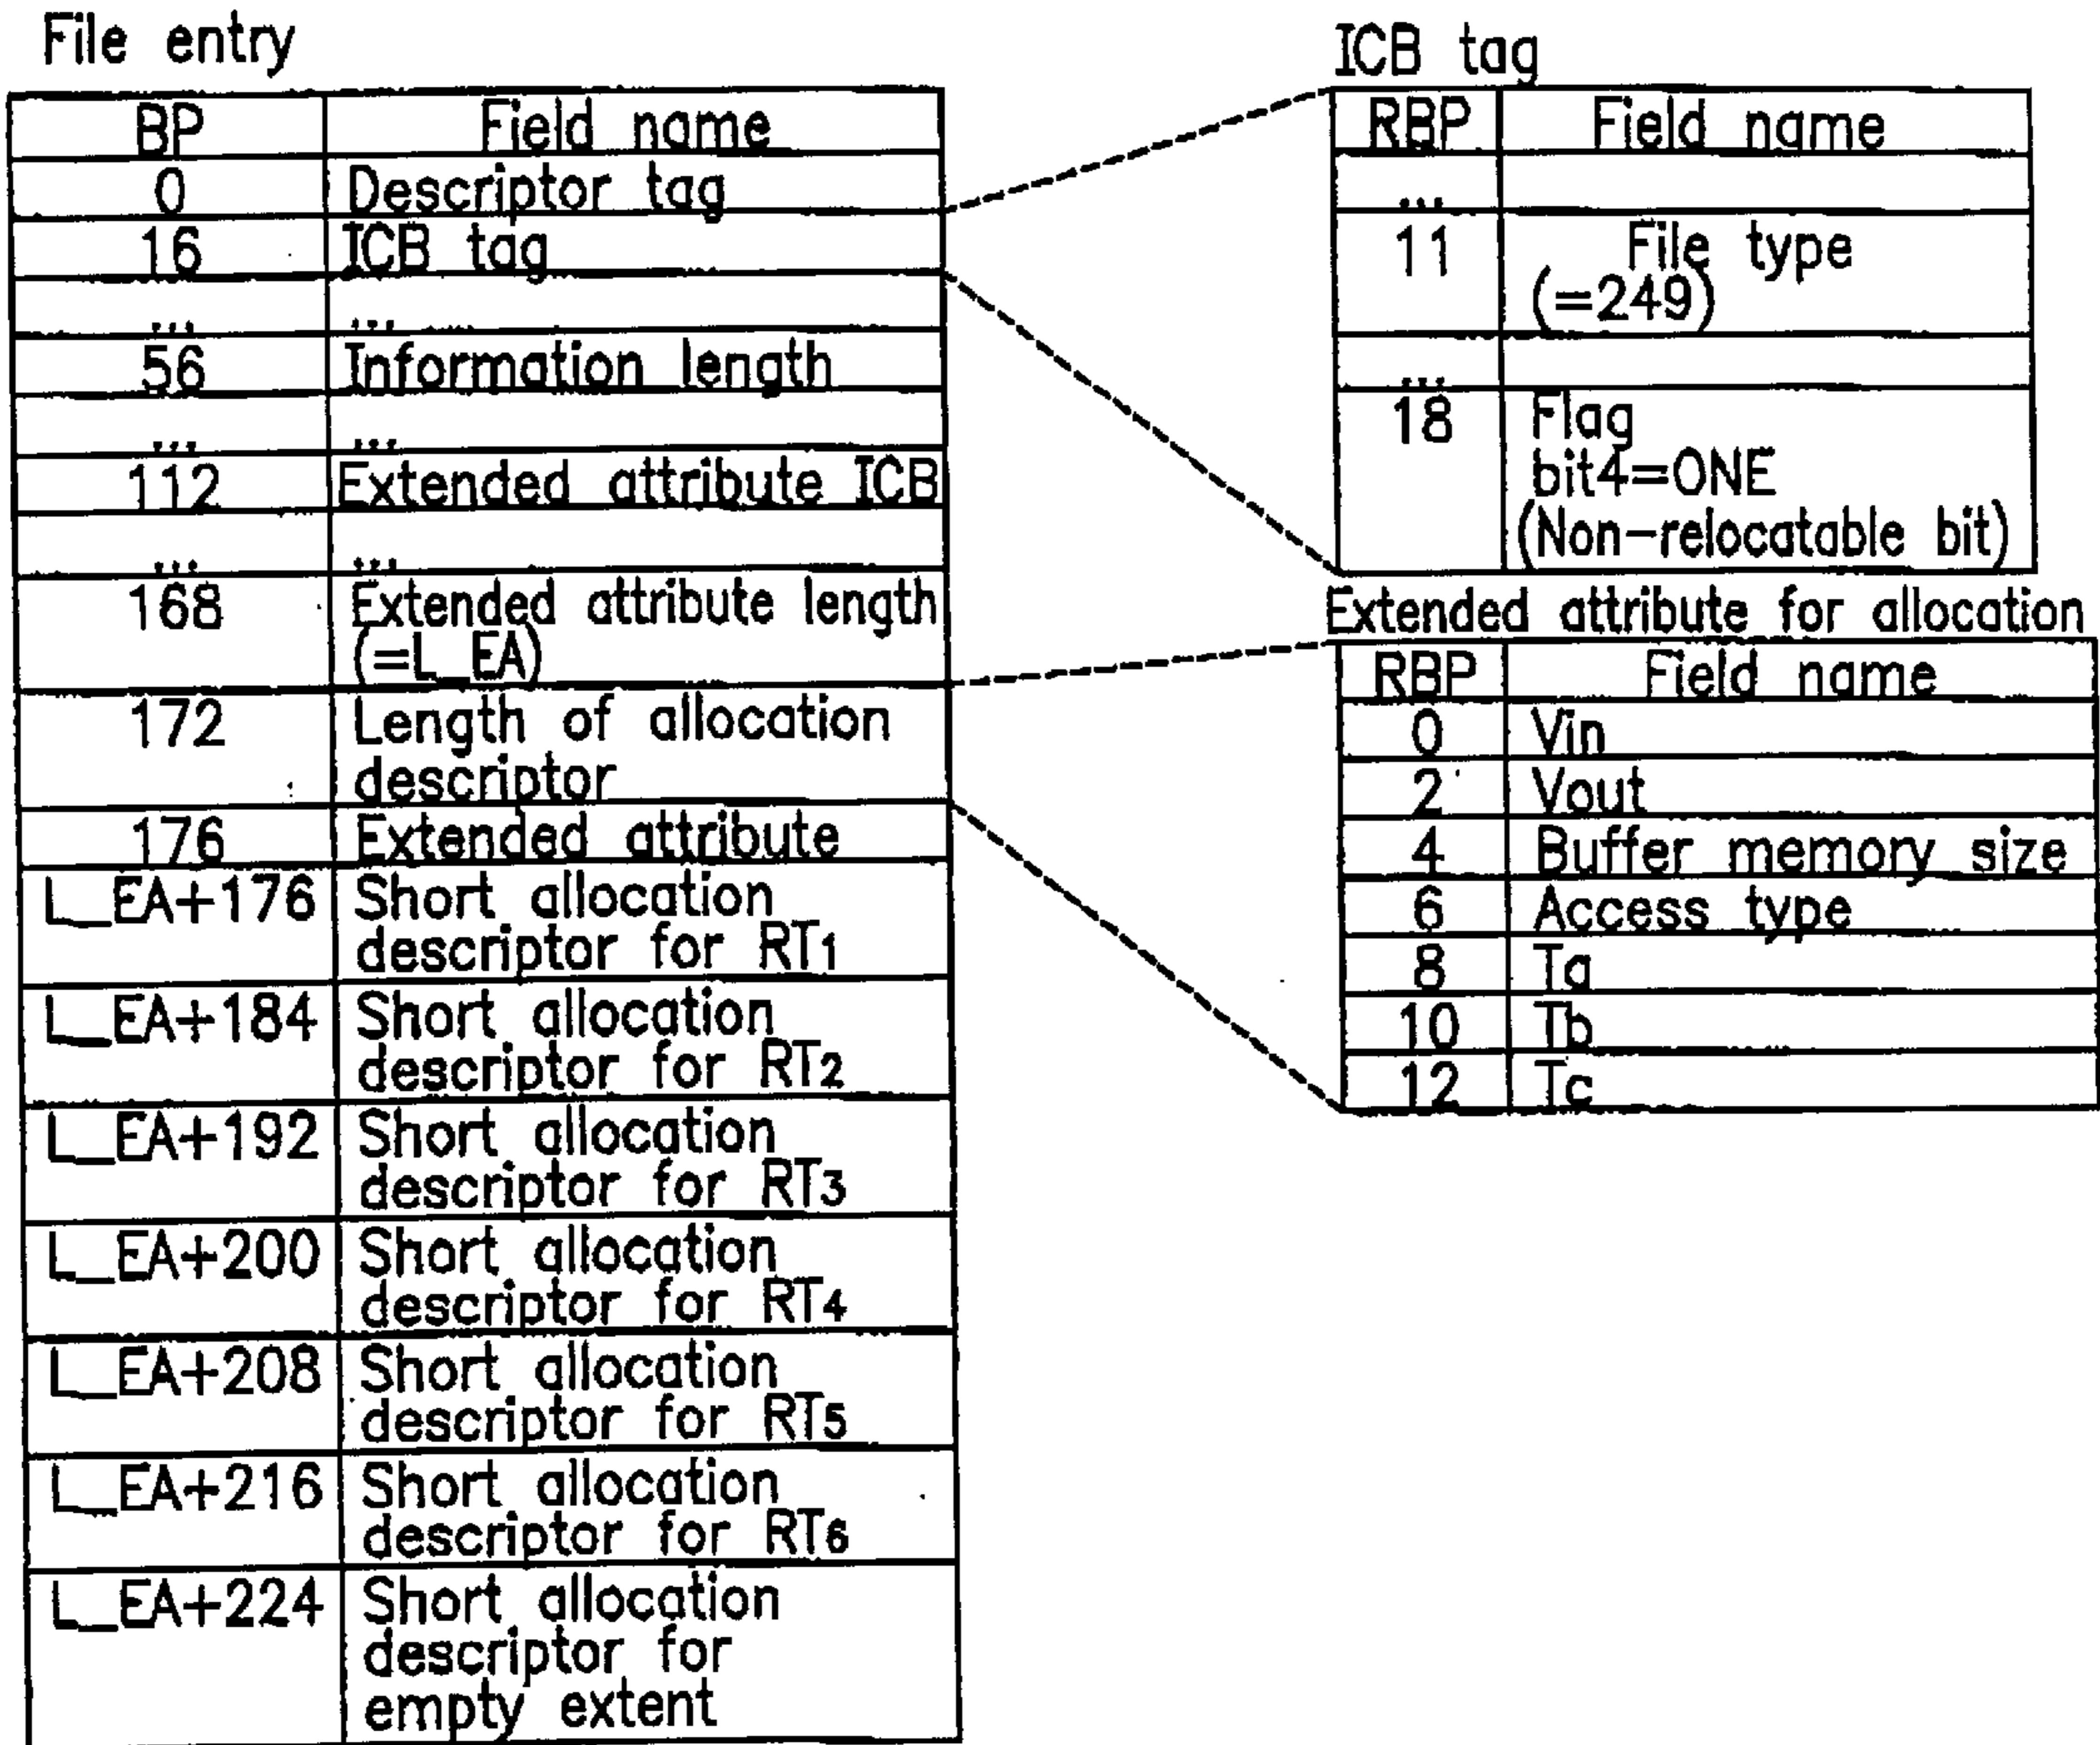 File entry
BP Field name
0 Descriptor tag
16 ICB tag
... ...
56 Information length
... ...
112 Extended attribute ICB
... ...
168 Extended attribute length
(=L_EA)
172 Length of allocation
descriptor
176 Extended attribute
L_EA+176 Short allocation
descriptor for RT1
L_EA+184 Short allocation
descriptor for RT2
L_EA+192 Short allocation
descriptor for RT3
L_EA+200 Short allocation
descriptor for RT4
L_EA+208 Short allocation
descriptor for RT5
L_EA+216 Short allocation
descriptor for RT6
L_EA+224 Short allocation
descriptor for
empty extent
ICB tag
RBP Field name
...
11 File type
(=249)
...
18 Flag
bit4=ONE
(Non-relocatable bit)
Extended attribute for allocation
RBP Field name
0 Vin
2 Vout
4 Buffer memory size
6 Access type
8 Ta
10 Tb
12 Tc